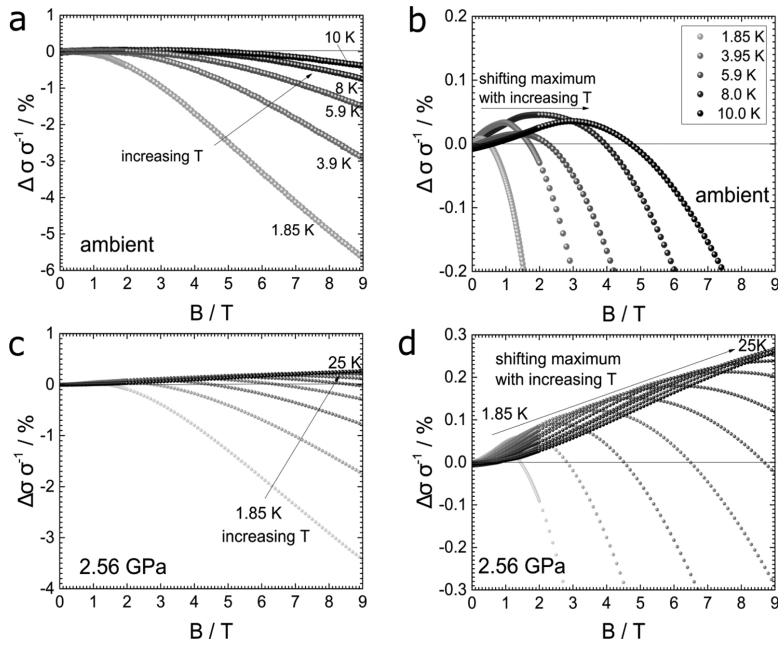 a
Δ σ σ⁻¹ / %
1
0
-1
-2
-3
-4
-5
-6
10 K
8 K
5.9 K
increasing T
3.9 K
1.85 K
ambient
0 1 2 3 4 5 6 7 8 9
B / T
b
Δσ σ⁻¹ / %
0.2
0.1
0.0
-0.1
-0.2
1.85 K
3.95 K
5.9 K
8.0 K
10.0 K
shifting maximum
with increasing T
ambient
0 1 2 3 4 5 6 7 8 9
B / T
c
Δσ σ⁻¹ / %
1
0
-1
-2
-3
-4
25 K
1.85 K
increasing T
2.56 GPa
0 1 2 3 4 5 6 7 8 9
B / T
d
Δσ σ⁻¹ / %
0.3
0.2
0.1
0.0
-0.1
-0.2
-0.3
25K
shifting maximum
with increasing T
1.85 K
2.56 GPa
0 1 2 3 4 5 6 7 8 9
B / T